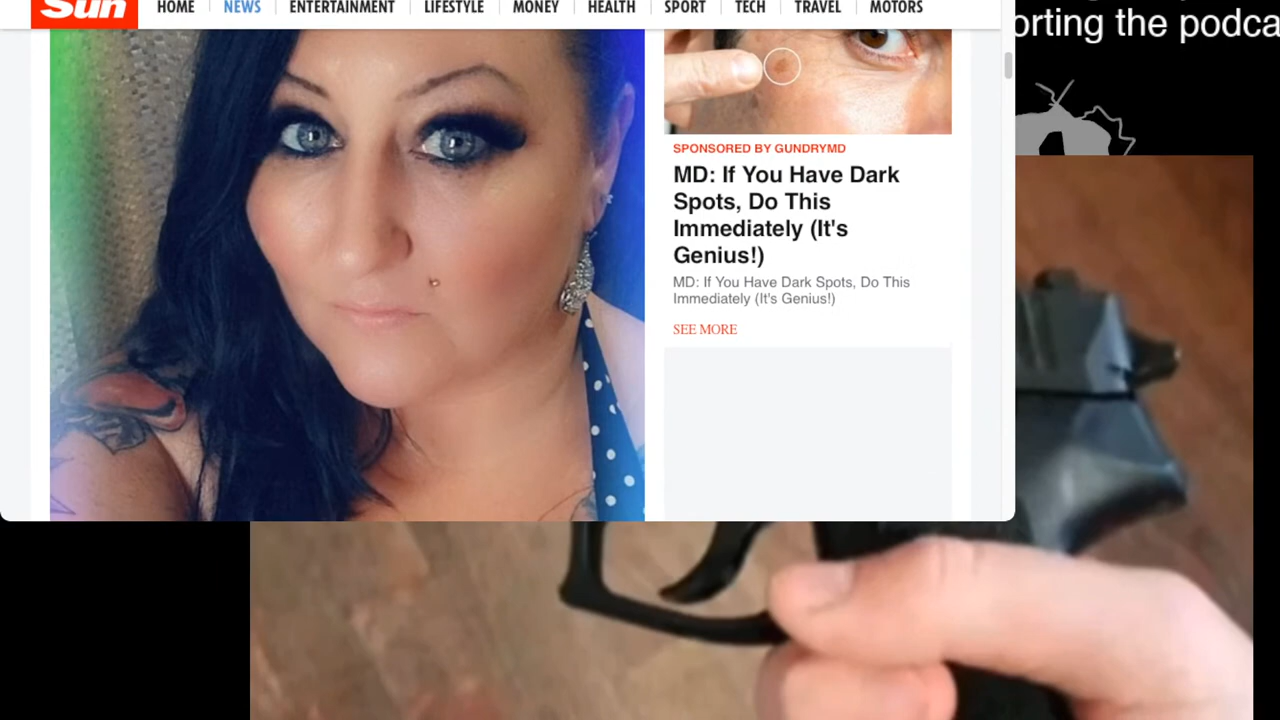 Sun
HOME NEWS ENTERTAINMENT LIFESTYLE MONEY HEALTH SPORT TECH TRAVEL MOTORS
orting the podca
SPONSORED BY GUNDRYMD
MD: If You Have Dark
Spots, Do This
Immediately (It's
Genius!)
MD: If You Have Dark Spots, Do This
Immediately (It's Genius!)
SEE MORE